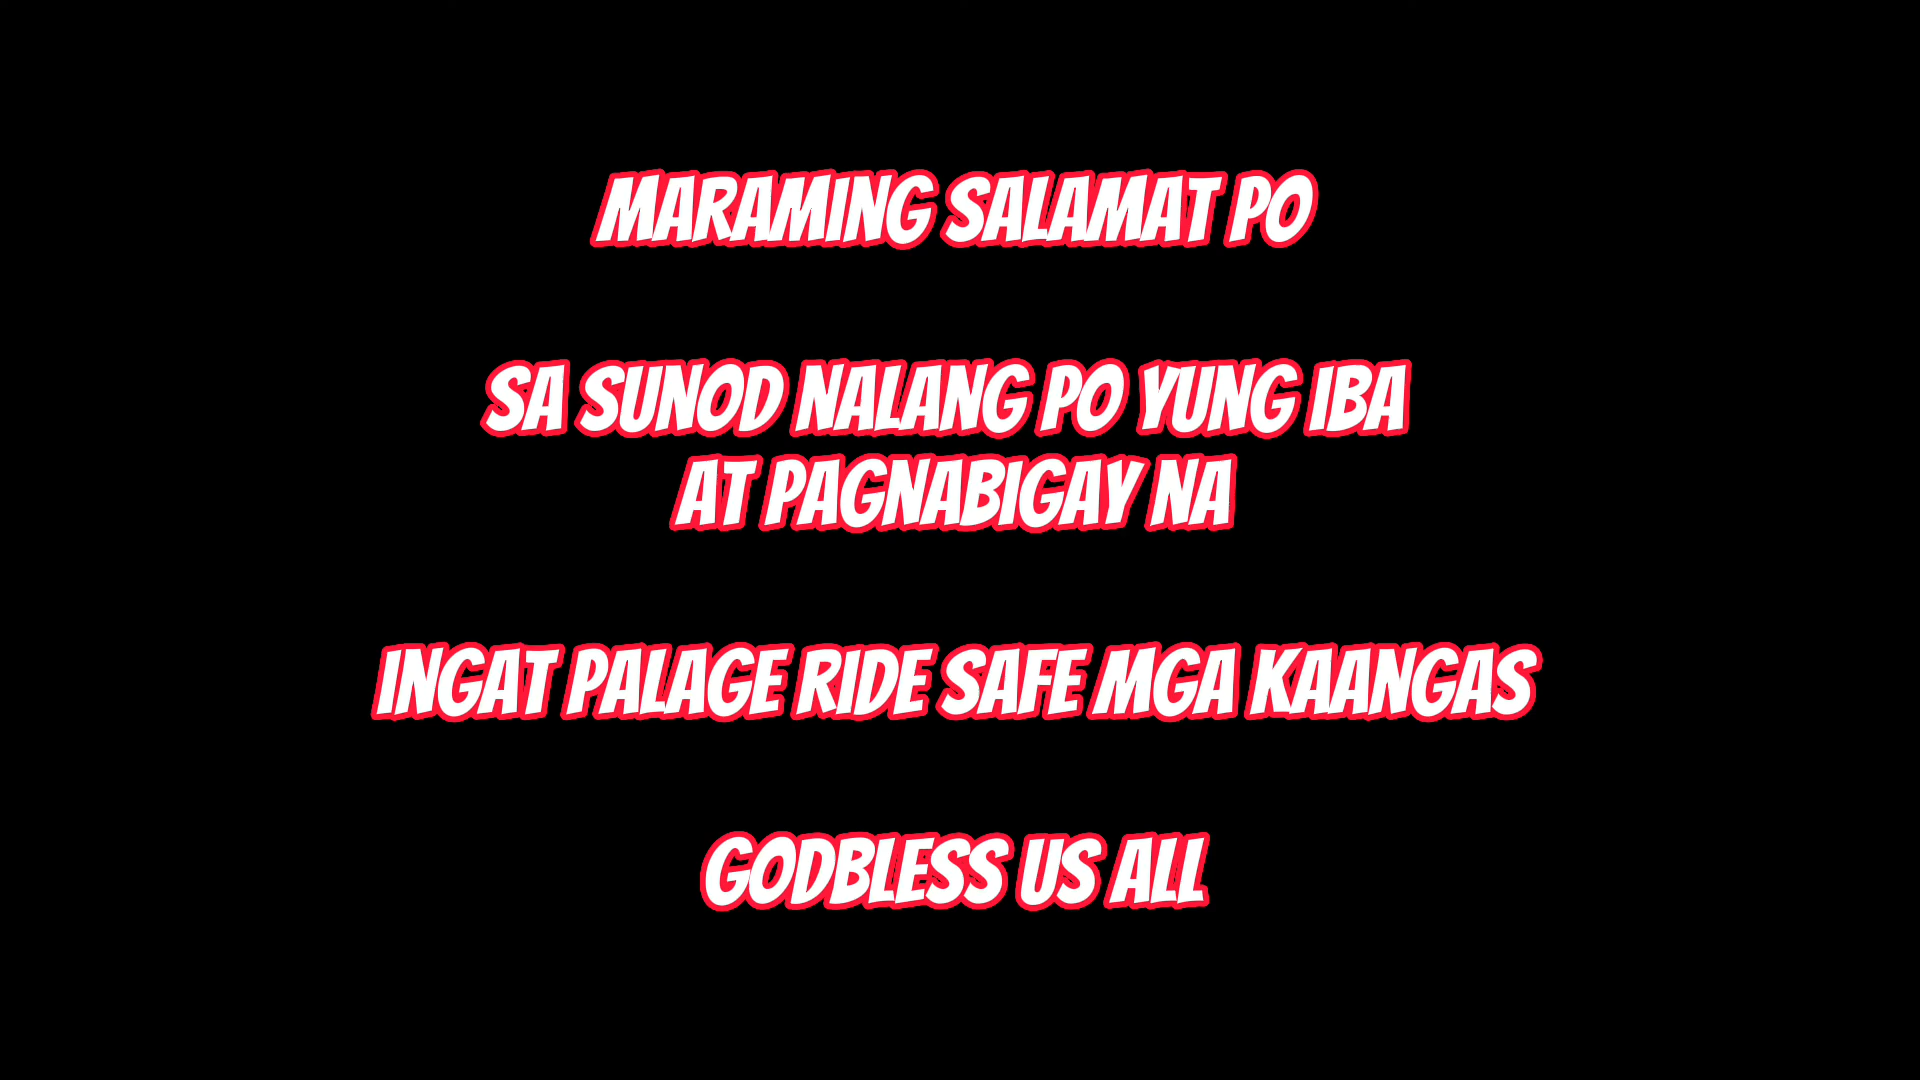 MARAMING SALAMAT PO
SA SUNOD NALANG PO YUNG IBA
AT PAGNABIGAY NA
INGAT PALAGE RIDE SAFE MGA KAANGAS
GODBLESS US ALL